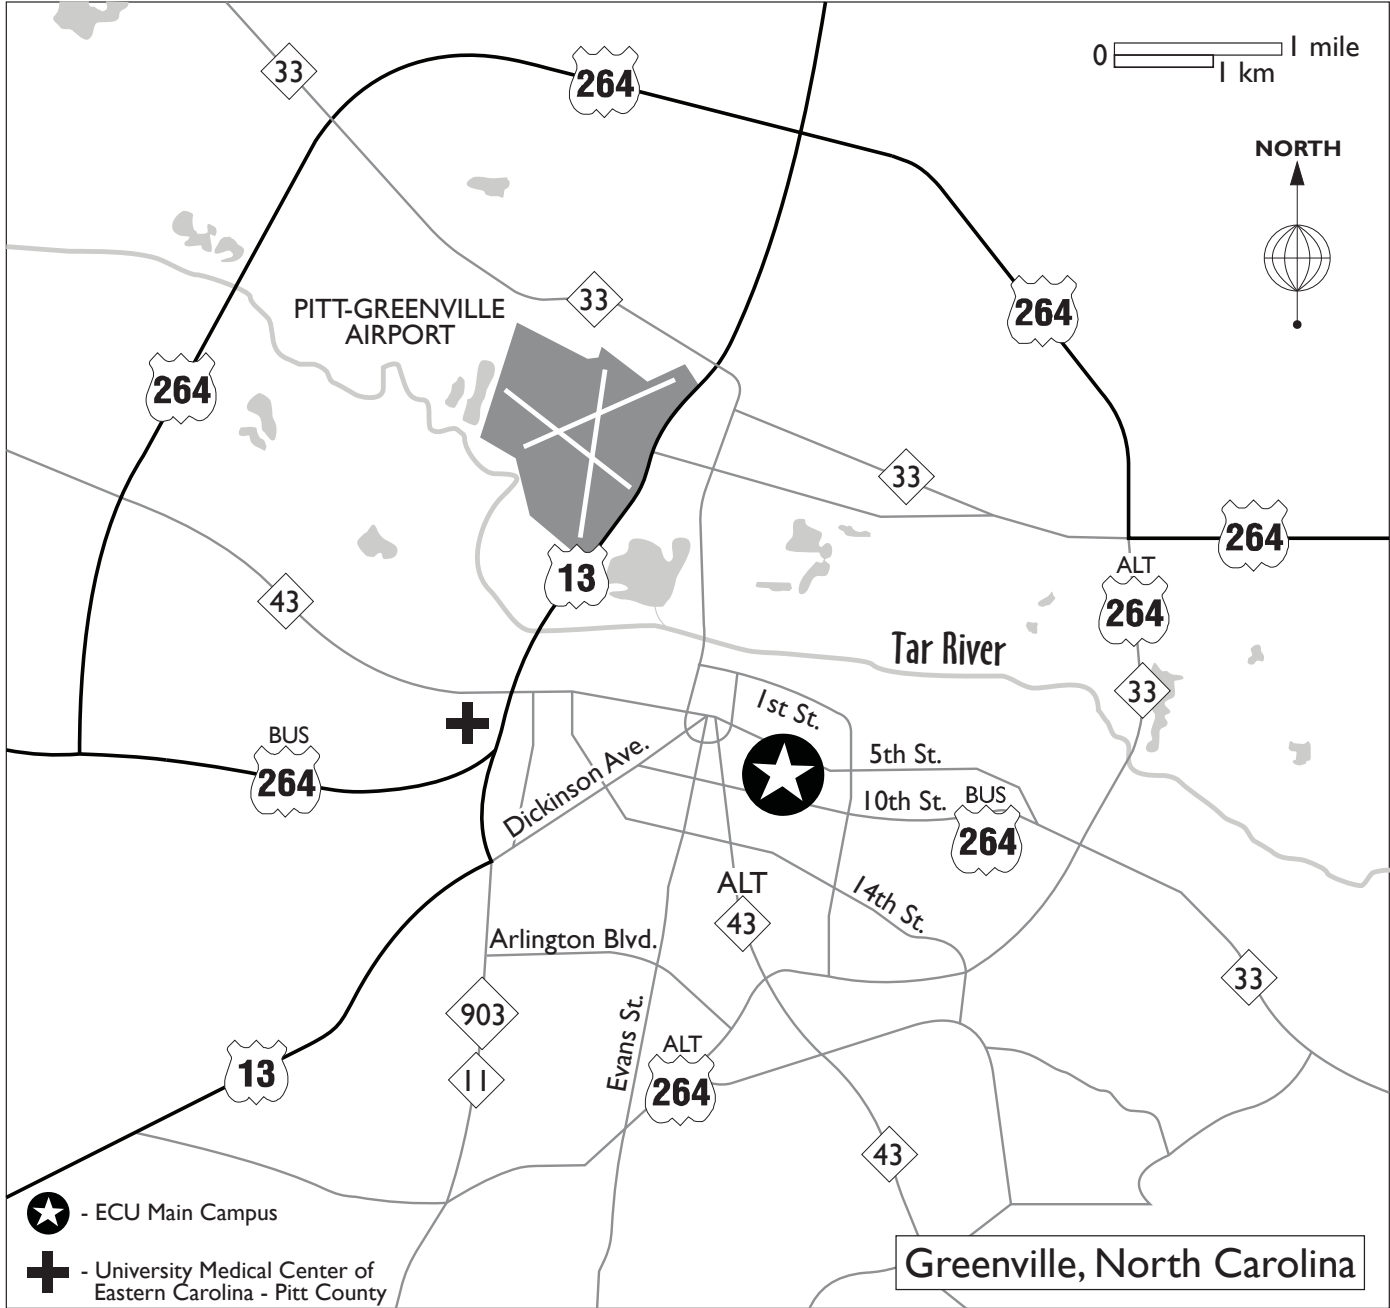 33
264
0
1 mile
1 km
NORTH
33
264
PITT-GREENVILLE
AIRPORT
264
33
264
ALT
264
13
43
Tar River
33
1st St.
BUS
264
Dickinson Ave.
5th St.
10th St.
BUS
264
ALT
43
14th St.
Arlington Blvd.
33
903
Evans St.
ALT
264
13
11
43
- ECU Main Campus
- University Medical Center of
Eastern Carolina - Pitt County
Greenville, North Carolina